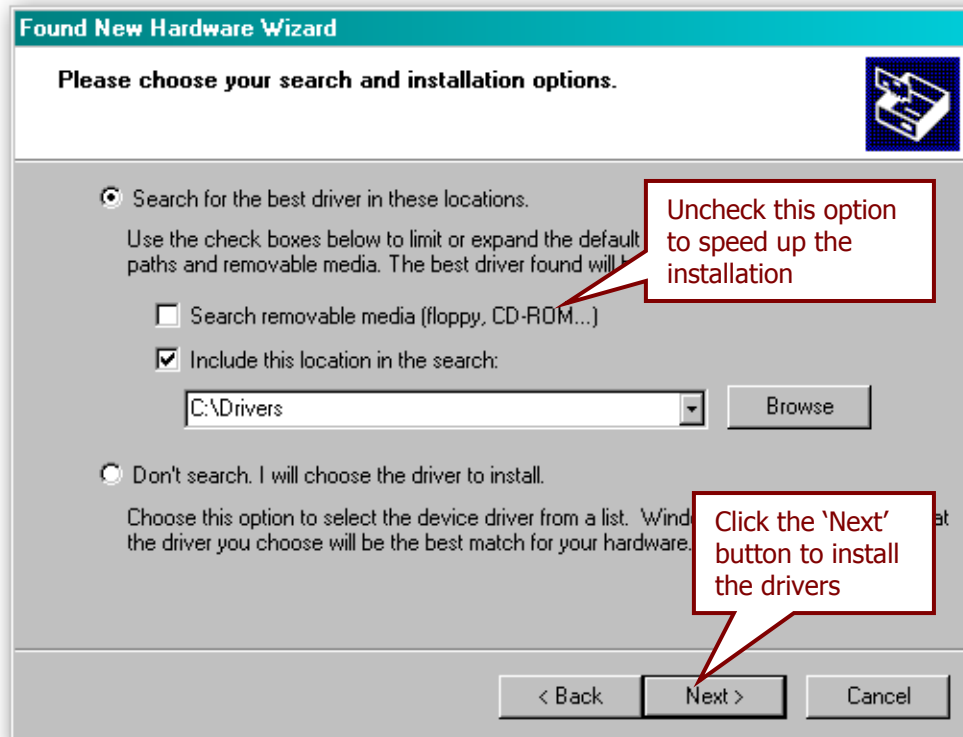 Found New Hardware Wizard
Please choose your search and installation options.
Search for the best driver in these locations.
Use the check boxes below to limit or expand the default
paths and removable media. The best driver found will
Uncheck this option
to speed up the
installation
Search removable media (floppy, CD-ROM...)
Include this location in the search:
C:\Drivers
Browse
Don't search. I will choose the driver to install.
Choose this option to select the device driver from a list. at
the driver you choose will be the best match for your hardware.
Click the ‘Next’
button to install
the drivers
< Back
Next >
Cancel